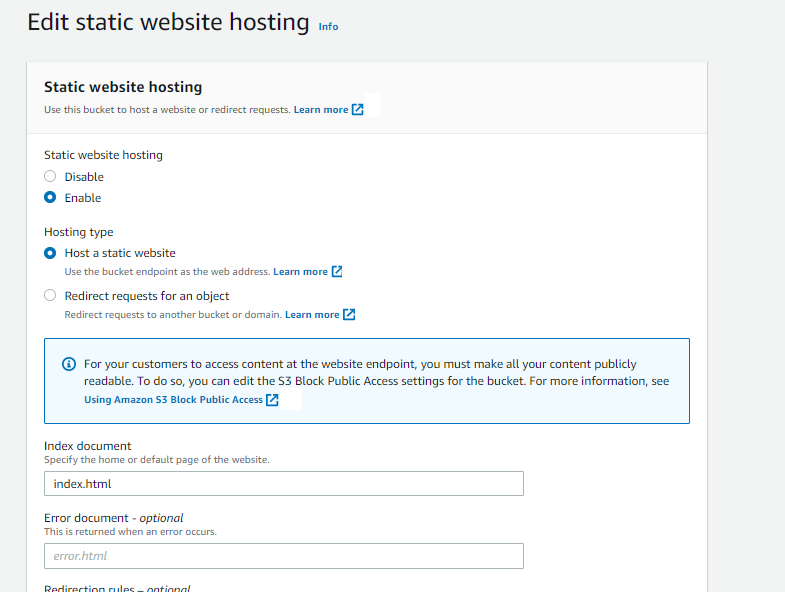 Edit static website hosting Info
Static website hosting
Use this bucket to host a website or redirect requests. Learn more
Static website hosting
Disable
Enable
Hosting type
Host a static website
Use the bucket endpoint as the web address. Learn more
Redirect requests for an object
Redirect requests to another bucket or domain. Learn more
For your customers to access content at the website endpoint, you must make all your content publicly
readable. To do so, you can edit the S3 Block Public Access settings for the bucket. For more information, see
Using Amazon S3 Block Public Access
Index document
Specify the home or default page of the website.
index.html
Error document - optional
This is returned when an error occurs.
error.html
Redirection rules – optional